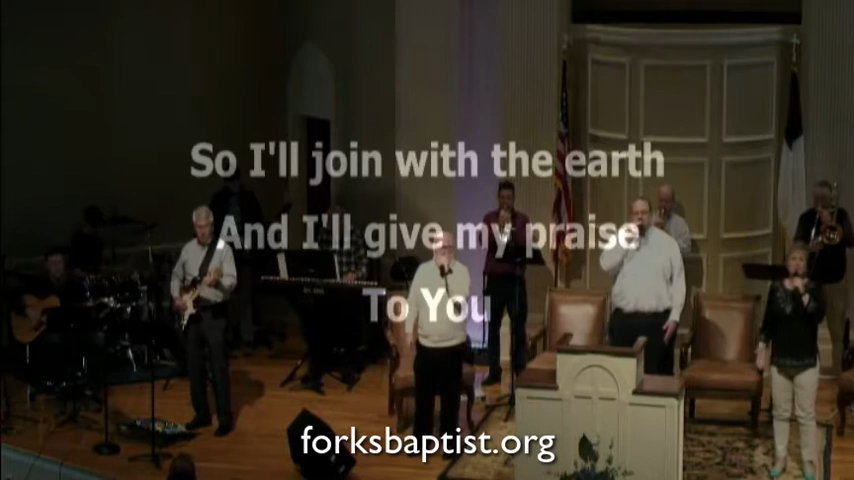 So I'll join with the earth
And I'll give my praise
To You
forksbaptist.org